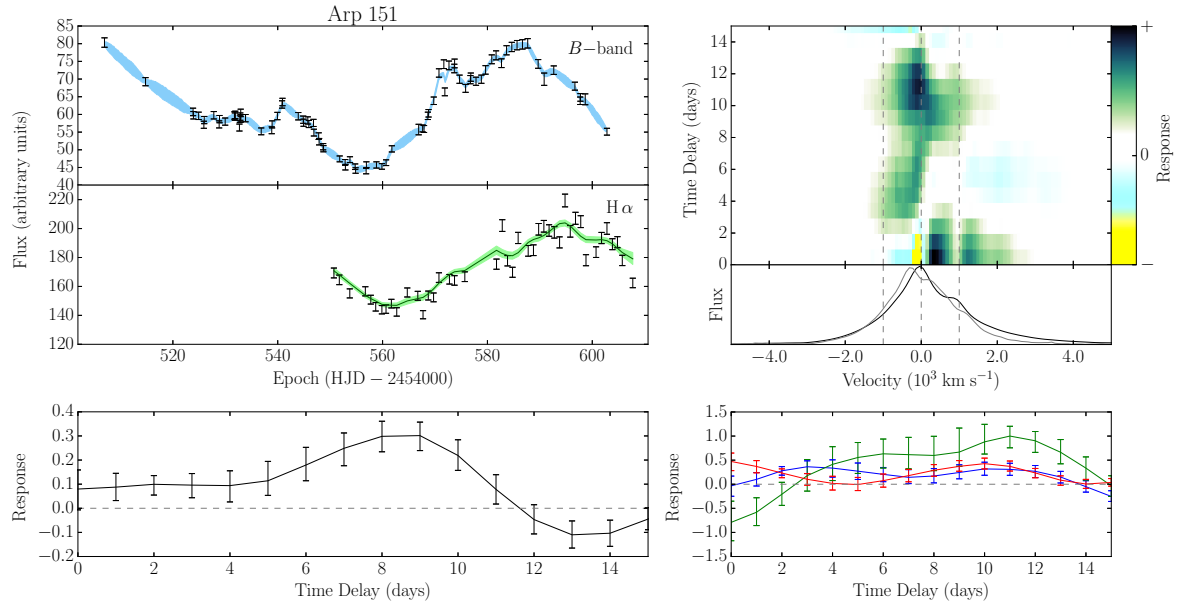 Arp 151
B−band
85
80
75
70
65
60
55
50
45
40
Flux (arbitrary units)
Hα
220
200
180
160
140
120
520 540 560 580 600
Epoch (HJD − 2454000)
14
12
10
8
6
4
2
0
Time Delay (days)
+
0
−
Response
Flux
−4.0 −2.0 0.0 2.0 4.0
Velocity (10³ km s⁻¹)
0.4
0.3
0.2
0.1
0.0
−0.1
−0.2
Response
0 2 4 6 8 10 12 14
Time Delay (days)
1.5
1.0
0.5
0.0
−0.5
−1.0
−1.5
Response
0 2 4 6 8 10 12 14
Time Delay (days)